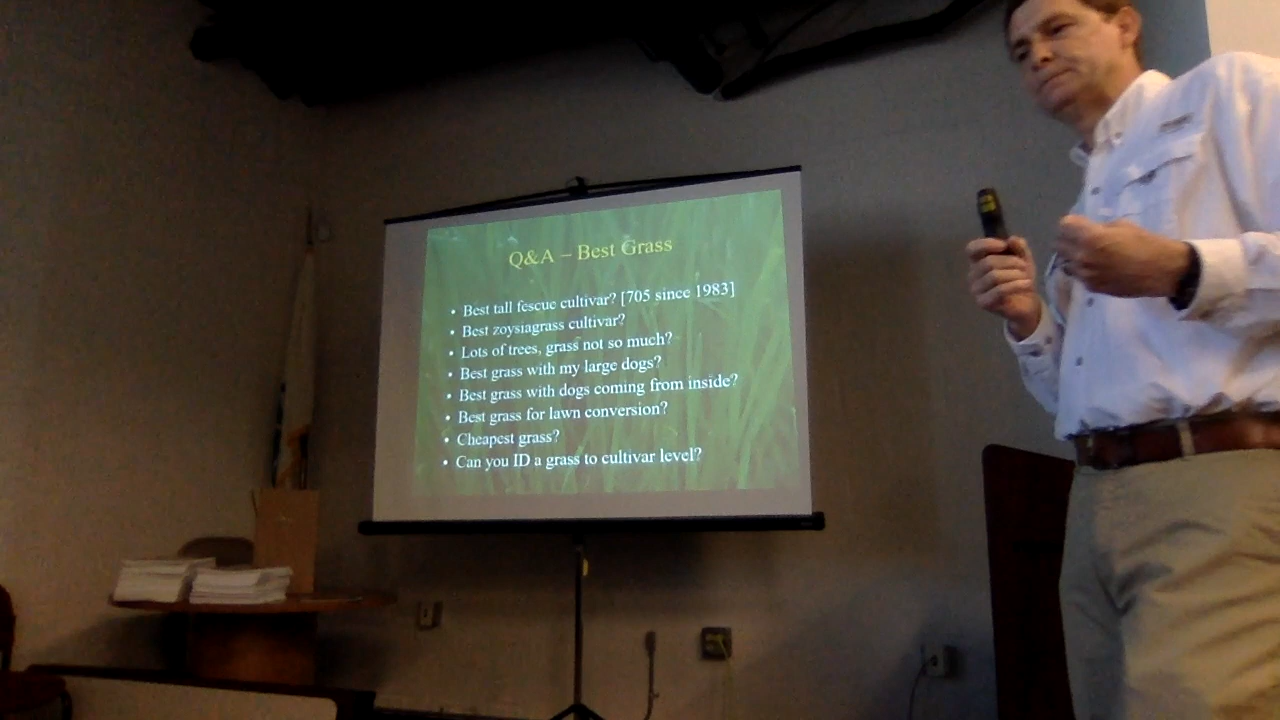 Q&A – Best Grass
• Best tall fescue cultivar? [705 since 1983]
• Best zoysiagrass cultivar?
• Lots of trees, grass not so much?
• Best grass with my large dogs?
• Best grass with dogs coming from inside?
• Best grass for lawn conversion?
• Cheapest grass?
• Can you ID a grass to cultivar level?